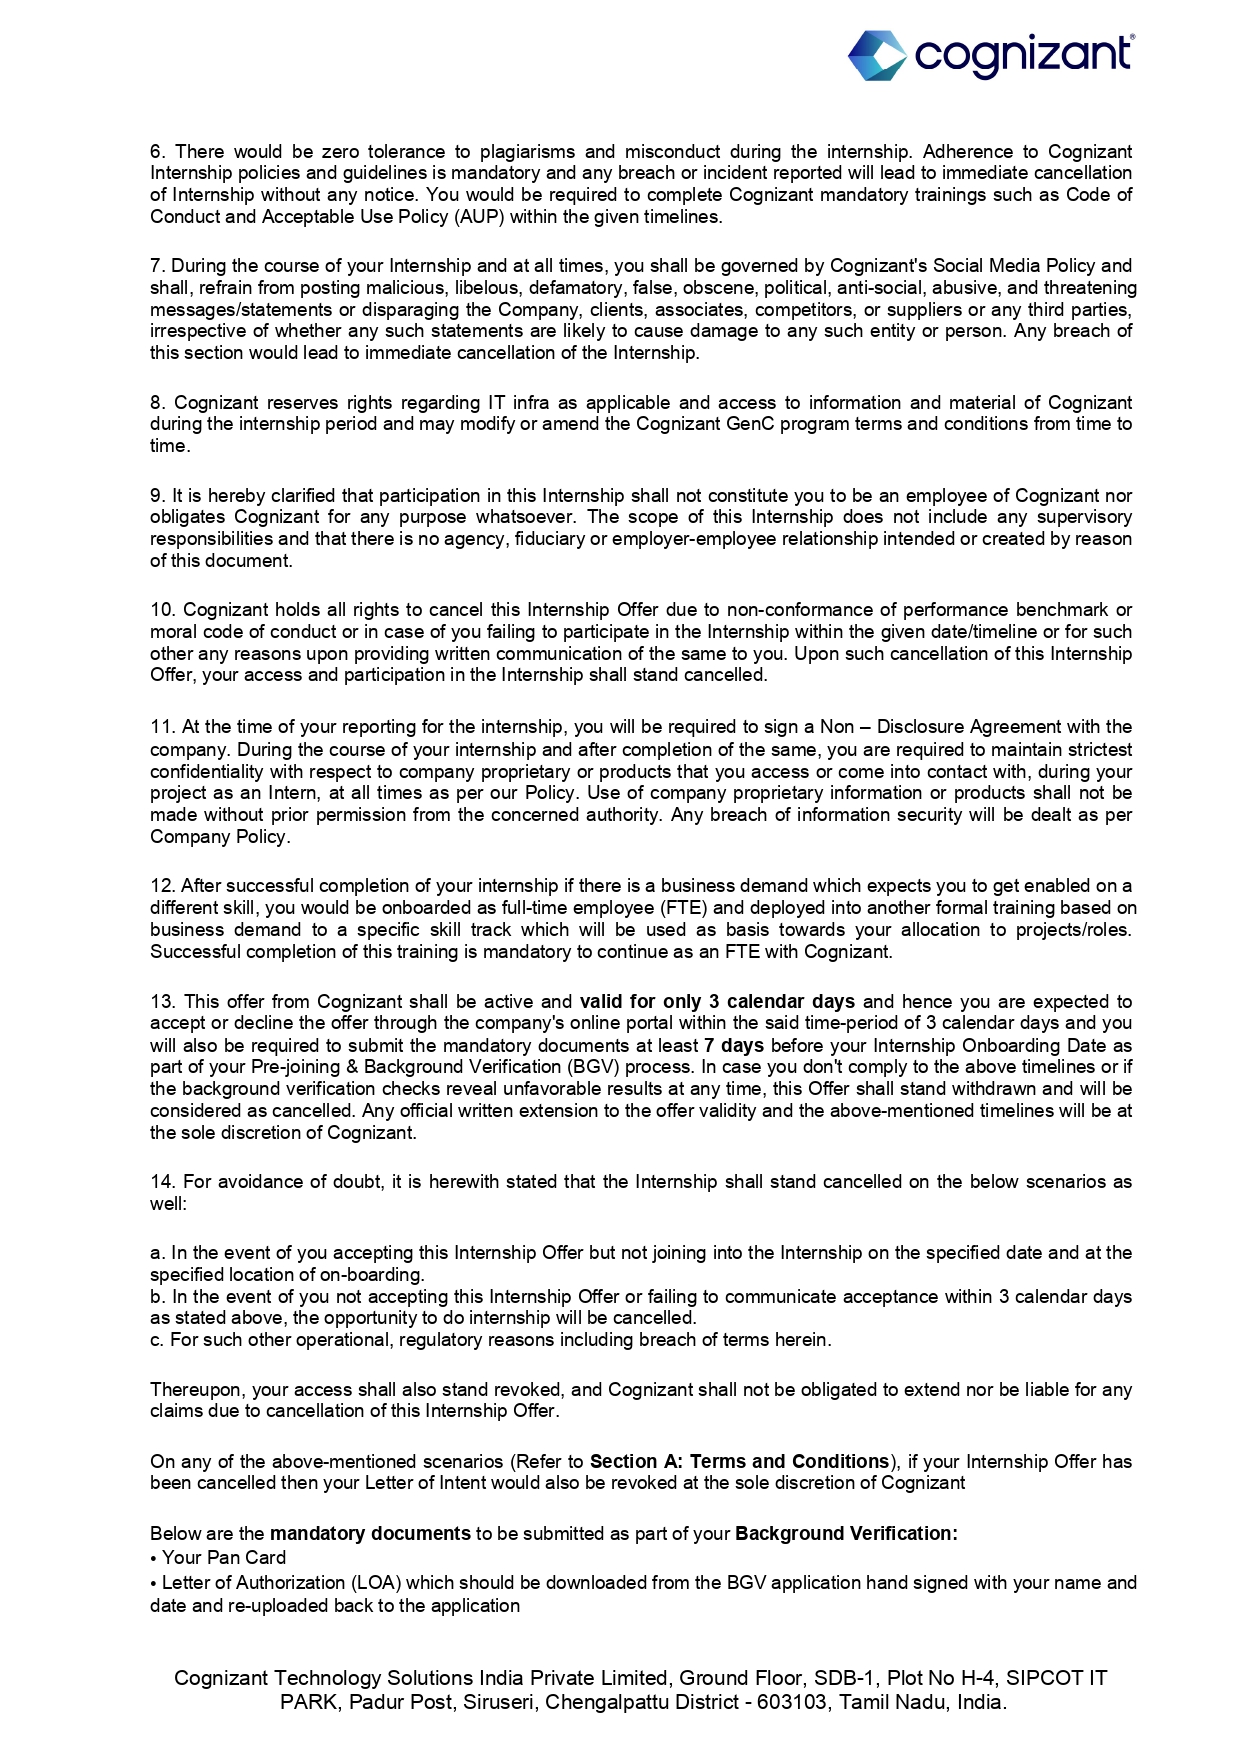 cognizant®
6. There would be zero tolerance to plagiarisms and misconduct during the internship. Adherence to Cognizant
Internship policies and guidelines is mandatory and any breach or incident reported will lead to immediate cancellation
of Internship without any notice. You would be required to complete Cognizant mandatory trainings such as Code of
Conduct and Acceptable Use Policy (AUP) within the given timelines.
7. During the course of your Internship and at all times, you shall be governed by Cognizant's Social Media Policy and
shall, refrain from posting malicious, libelous, defamatory, false, obscene, political, anti-social, abusive, and threatening
messages/statements or disparaging the Company, clients, associates, competitors, or suppliers or any third parties,
irrespective of whether any such statements are likely to cause damage to any such entity or person. Any breach of
this section would lead to immediate cancellation of the Internship.
8. Cognizant reserves rights regarding IT infra as applicable and access to information and material of Cognizant
during the internship period and may modify or amend the Cognizant GenC program terms and conditions from time to
time.
9. It is hereby clarified that participation in this Internship shall not constitute you to be an employee of Cognizant nor
obligates Cognizant for any purpose whatsoever. The scope of this Internship does not include any supervisory
responsibilities and that there is no agency, fiduciary or employer-employee relationship intended or created by reason
of this document.
10. Cognizant holds all rights to cancel this Internship Offer due to non-conformance of performance benchmark or
moral code of conduct or in case of you failing to participate in the Internship within the given date/timeline or for such
other any reasons upon providing written communication of the same to you. Upon such cancellation of this Internship
Offer, your access and participation in the Internship shall stand cancelled.
11. At the time of your reporting for the internship, you will be required to sign a Non – Disclosure Agreement with the
company. During the course of your internship and after completion of the same, you are required to maintain strictest
confidentiality with respect to company proprietary or products that you access or come into contact with, during your
project as an Intern, at all times as per our Policy. Use of company proprietary information or products shall not be
made without prior permission from the concerned authority. Any breach of information security will be dealt as per
Company Policy.
12. After successful completion of your internship if there is a business demand which expects you to get enabled on a
different skill, you would be onboarded as full-time employee (FTE) and deployed into another formal training based on
business demand to a specific skill track which will be used as basis towards your allocation to projects/roles.
Successful completion of this training is mandatory to continue as an FTE with Cognizant.
13. This offer from Cognizant shall be active and valid for only 3 calendar days and hence you are expected to
accept or decline the offer through the company's online portal within the said time-period of 3 calendar days and you
will also be required to submit the mandatory documents at least 7 days before your Internship Onboarding Date as
part of your Pre-joining & Background Verification (BGV) process. In case you don't comply to the above timelines or if
the background verification checks reveal unfavorable results at any time, this Offer shall stand withdrawn and will be
considered as cancelled. Any official written extension to the offer validity and the above-mentioned timelines will be at
the sole discretion of Cognizant.
14. For avoidance of doubt, it is herewith stated that the Internship shall stand cancelled on the below scenarios as
well:
a. In the event of you accepting this Internship Offer but not joining into the Internship on the specified date and at the
specified location of on-boarding.
b. In the event of you not accepting this Internship Offer or failing to communicate acceptance within 3 calendar days
as stated above, the opportunity to do internship will be cancelled.
c. For such other operational, regulatory reasons including breach of terms herein.
Thereupon, your access shall also stand revoked, and Cognizant shall not be obligated to extend nor be liable for any
claims due to cancellation of this Internship Offer.
On any of the above-mentioned scenarios (Refer to Section A: Terms and Conditions), if your Internship Offer has
been cancelled then your Letter of Intent would also be revoked at the sole discretion of Cognizant
Below are the mandatory documents to be submitted as part of your Background Verification:
• Your Pan Card
• Letter of Authorization (LOA) which should be downloaded from the BGV application hand signed with your name and
date and re-uploaded back to the application
Cognizant Technology Solutions India Private Limited, Ground Floor, SDB-1, Plot No H-4, SIPCOT IT
PARK, Padur Post, Siruseri, Chengalpattu District - 603103, Tamil Nadu, India.